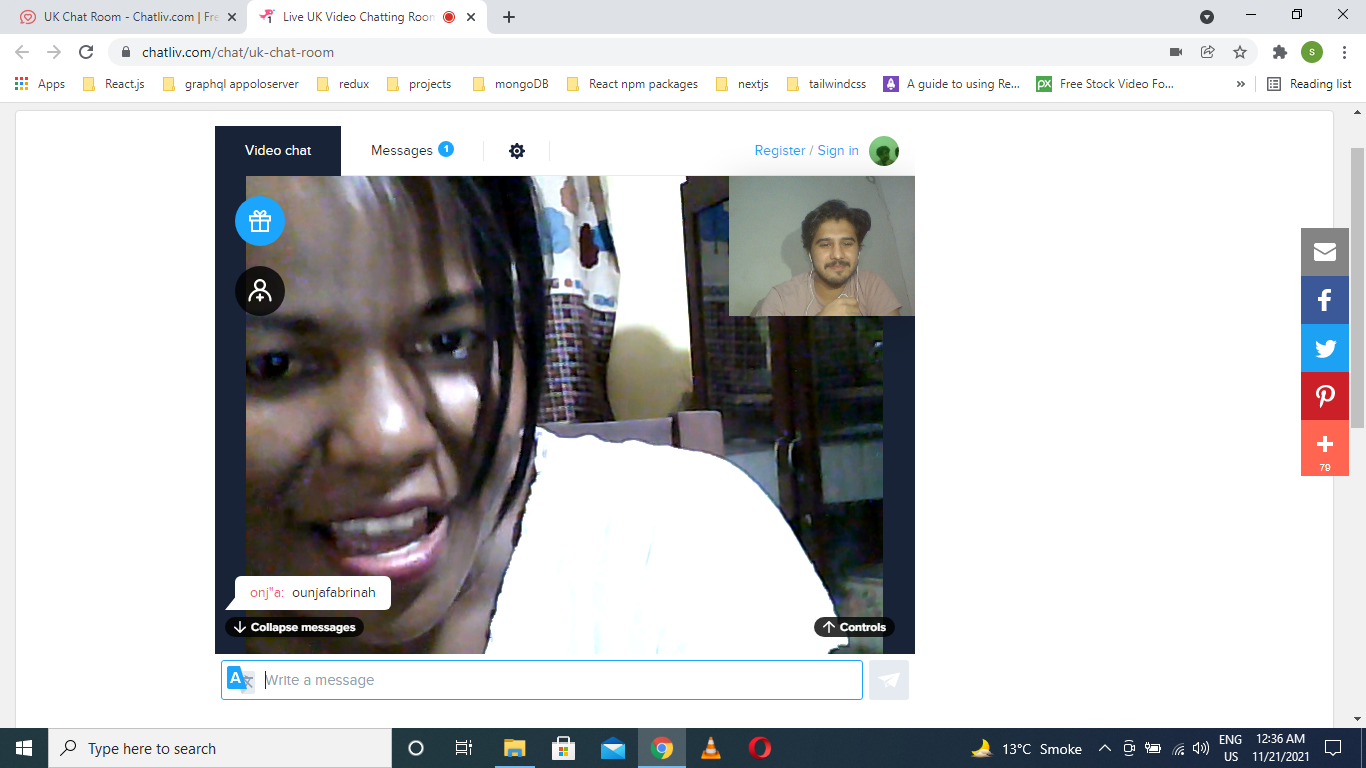 UK Chat Room - Chatliv.com | Fre
Live UK Video Chatting Room
chatliv.com/chat/uk-chat-room
S
Apps
React.js
graphql appoloserver
redux
projects
mongoDB
React npm packages
nextjs
tailwindcss
A guide to using Re...
px
Free Stock Video Fo...
»
Reading list
Video chat
Messages 1
Register / Sign in
onj"a: ounjafabrinah
Collapse messages
Controls
A 文 Write a message
79
Type here to search
13°C Smoke
ENG
US
12:36 AM
11/21/2021